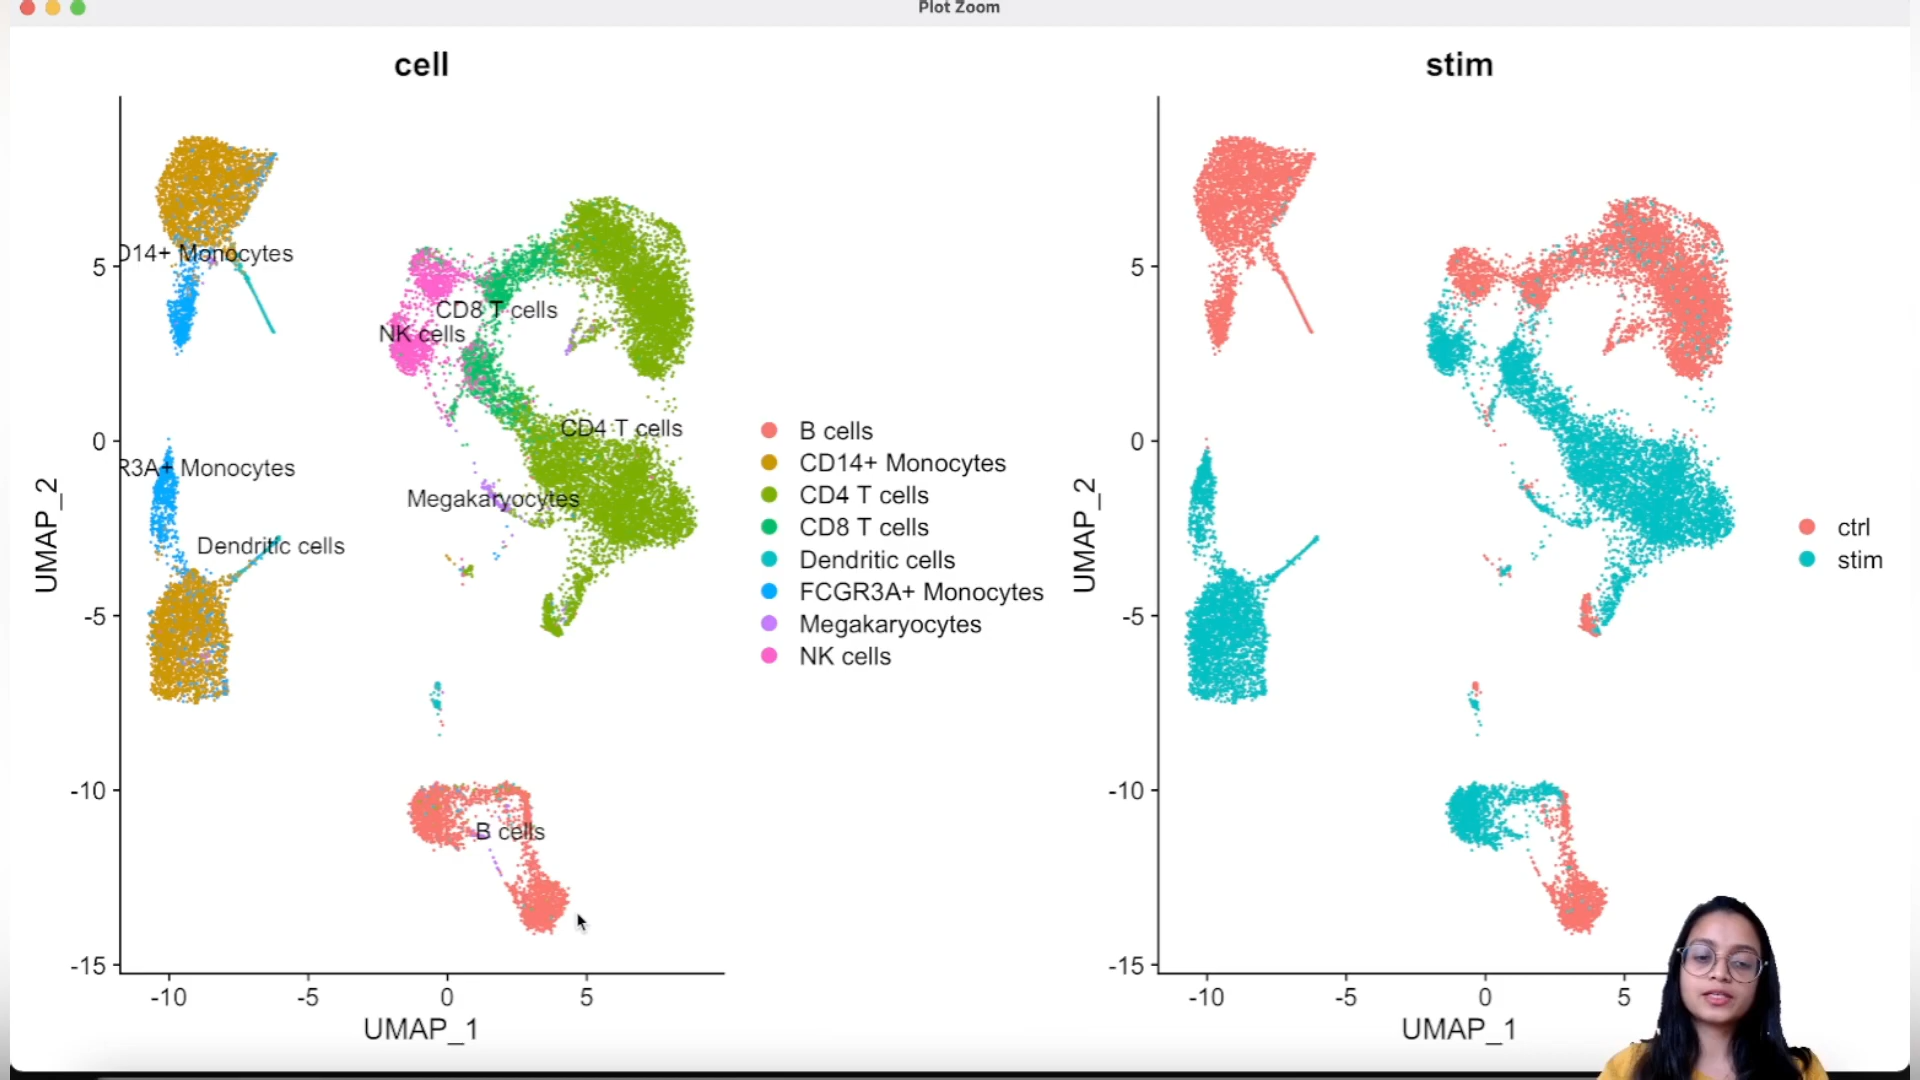 Plot Zoom
cell
5
0
-5
-10
-15
UMAP_2
D14+ Monocytes
R3A+ Monocytes
Dendritic cells
CD8 T cells
NK cells
CD4 T cells
Megakaryocytes
B cells
-10
-5
0
5
UMAP_1
B cells
CD14+ Monocytes
CD4 T cells
CD8 T cells
Dendritic cells
FCGR3A+ Monocytes
Megakaryocytes
NK cells
stim
5
0
-5
-10
-15
UMAP_2
-10
-5
0
5
UMAP_1
ctrl
stim